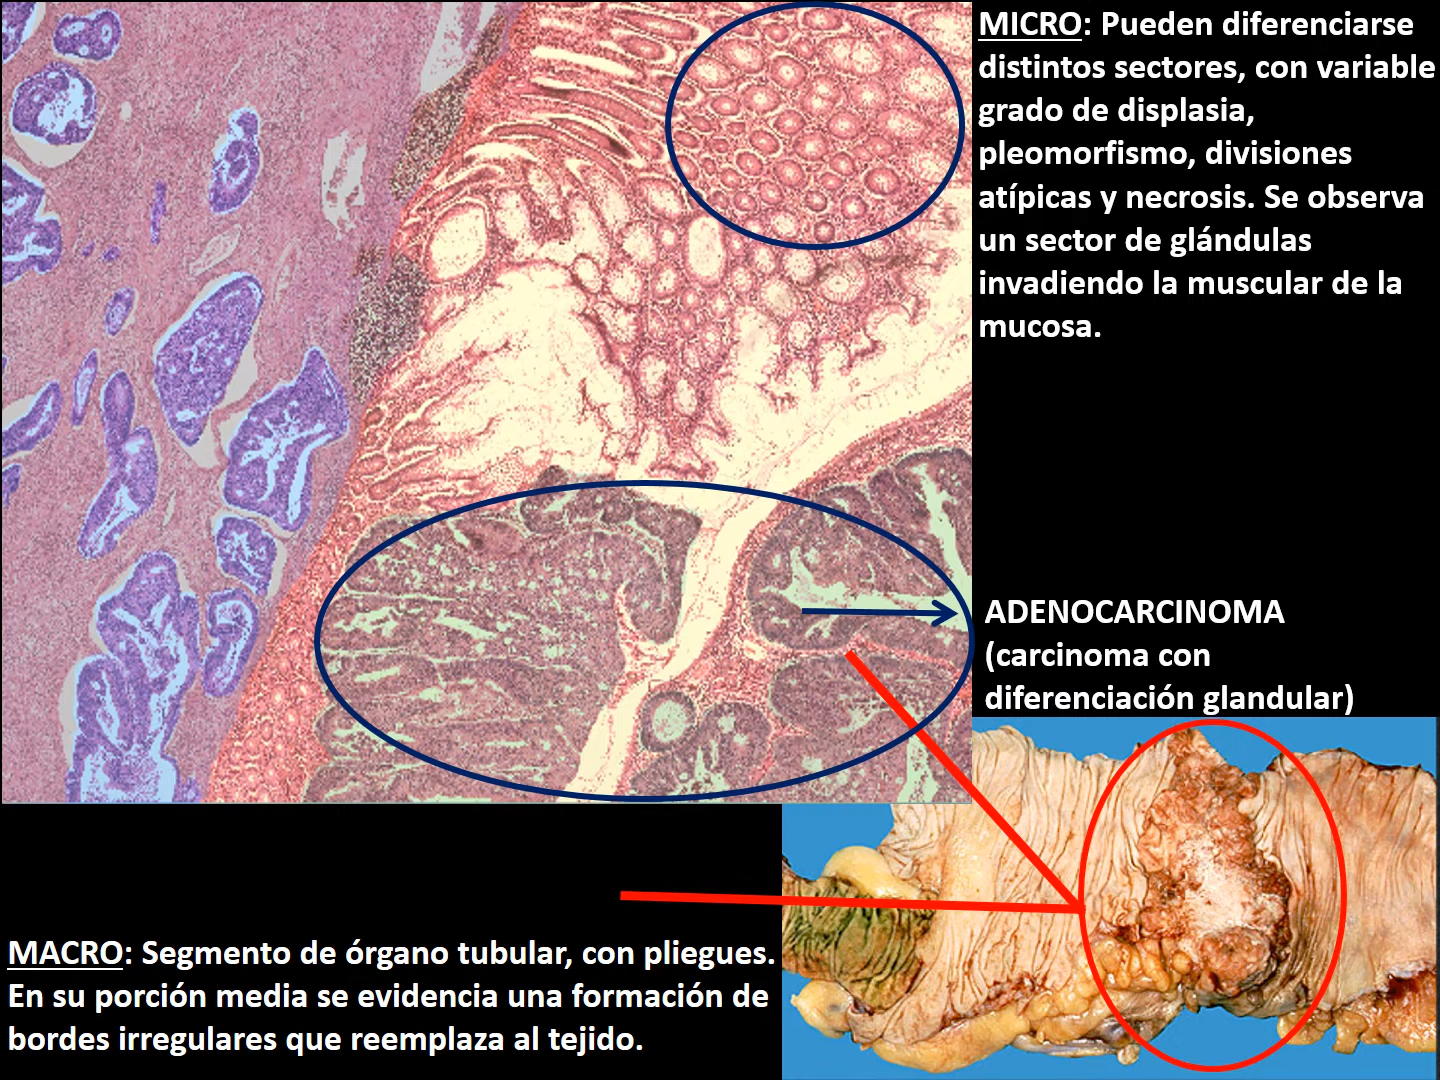 MICRO: Pueden diferenciarse
distintos sectores, con variable
grado de displasia,
pleomorfismo, divisiones
atípicas y necrosis. Se observa
un sector de glándulas
invadiendo la muscular de la
mucosa.
ADENOCARCINOMA
(carcinoma con
diferenciación glandular)
MACRO: Segmento de órgano tubular, con pliegues.
En su porción media se evidencia una formación de
bordes irregulares que reemplaza al tejido.